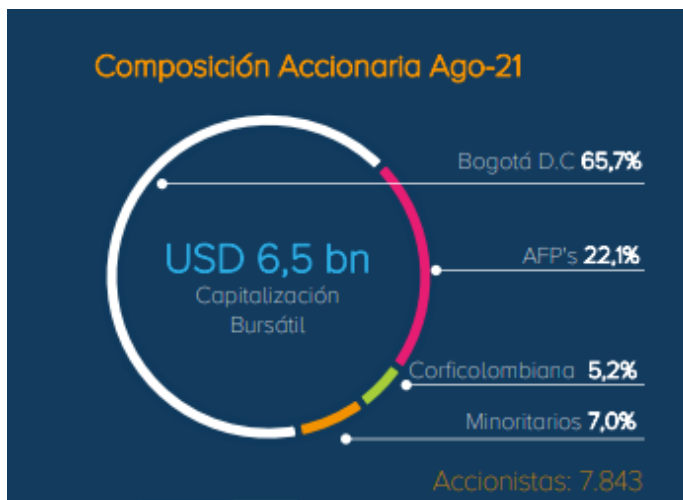 Composición Accionaria Ago-21
Bogotá D.C 65,7%
USD 6,5 bn
Capitalización
Bursátil
AFP's 22,1%
Corficolombiana 5,2%
Minoritarios 7,0%
Accionistas: 7.843